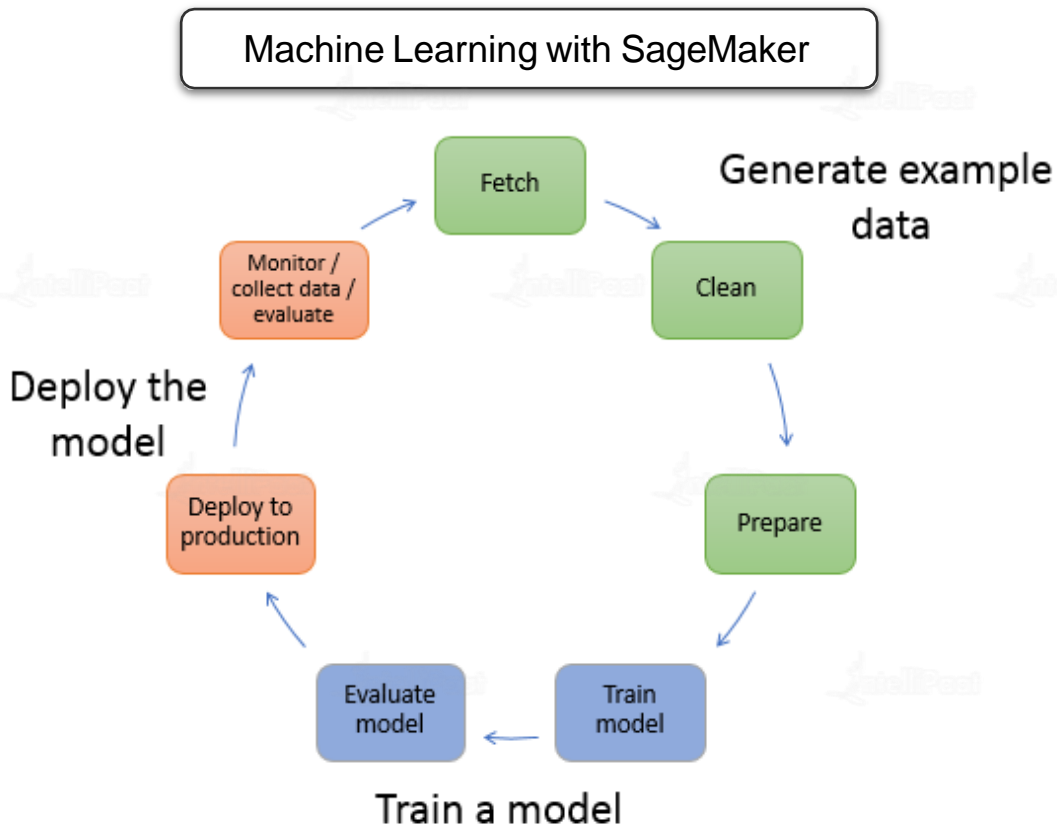 Machine Learning with SageMaker
Fetch
Generate example
data
Clean
Monitor /
collect data /
evaluate
Deploy the
model
Prepare
Deploy to
production
Train
model
Evaluate
model
Train a model